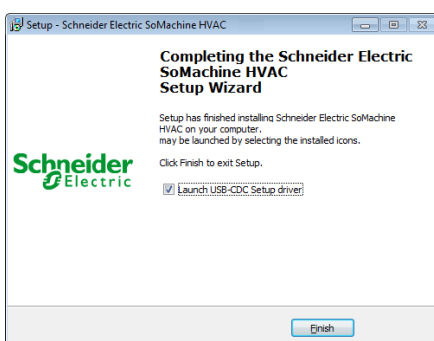 Setup - Schneider Electric SoMachine HVAC
Completing the Schneider Electric
SoMachine HVAC
Setup Wizard
Setup has finished installing Schneider Electric SoMachine
HVAC on your computer.
may be launched by selecting the installed icons.
Click Finish to exit Setup.
Schneider
Electric
Launch USB-CDC Setup driver
Finish